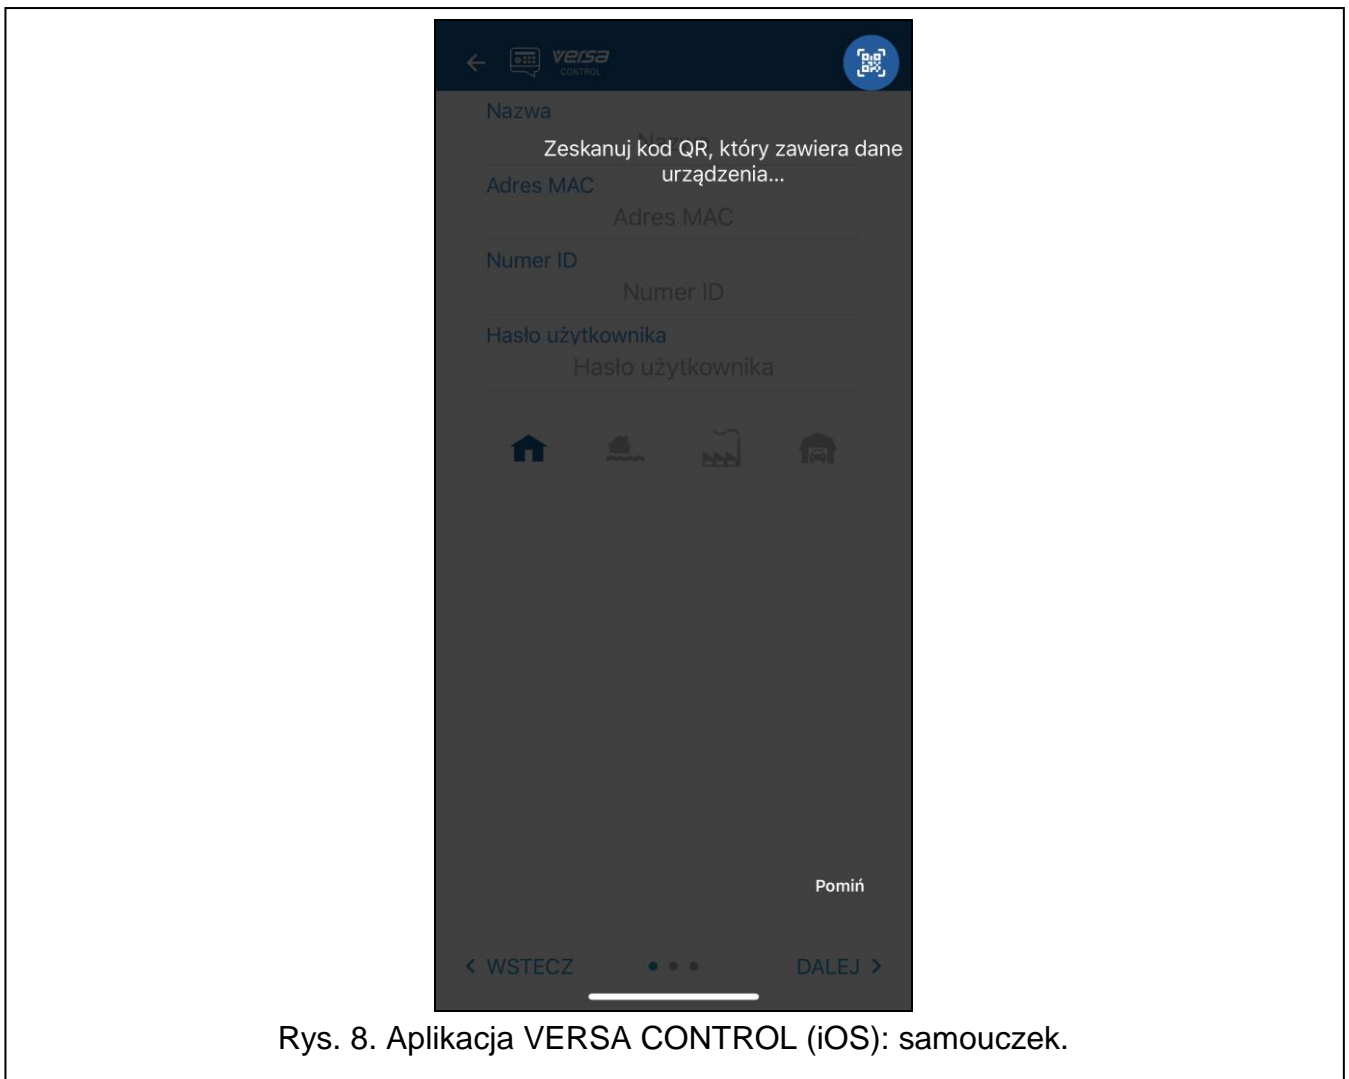 versa
CONTROL
Nazwa
Zeskanuj kod QR, który zawiera dane
urządzenia...
Adres MAC
Adres MAC
Numer ID
Numer ID
Hasło użytkownika
Hasło użytkownika
Pomiń
WSTECZ
DALEJ
Rys. 8. Aplikacja VERSA CONTROL (iOS): samouczek.